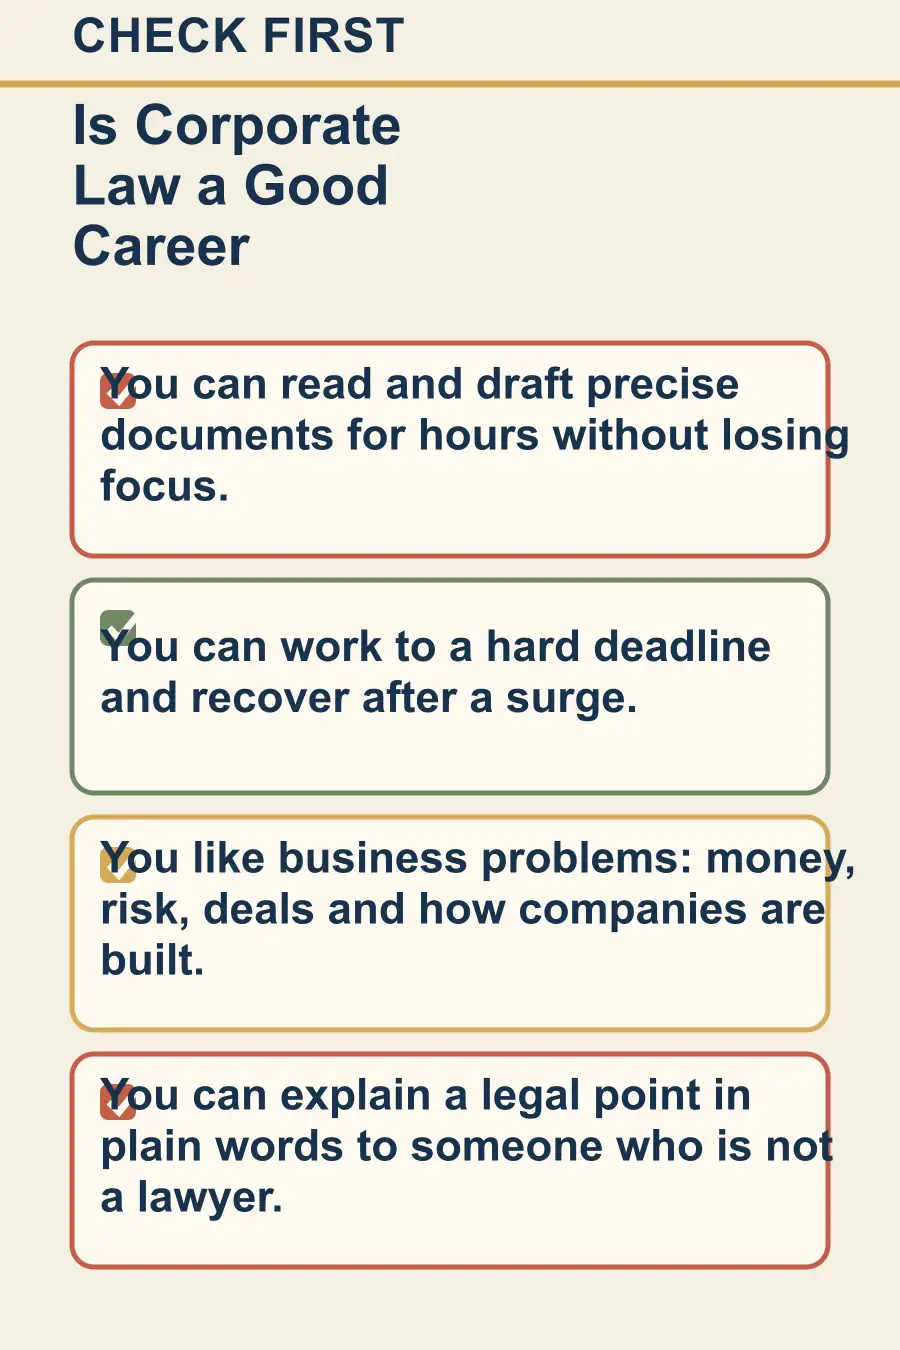 CHECK FIRST
Is Corporate
Law a Good
Career
You can read and draft precise
documents for hours without losing
focus.
You can work to a hard deadline
and recover after a surge.
You like business problems: money,
risk, deals and how companies are
built.
You can explain a legal point in
plain words to someone who is not
a lawyer.